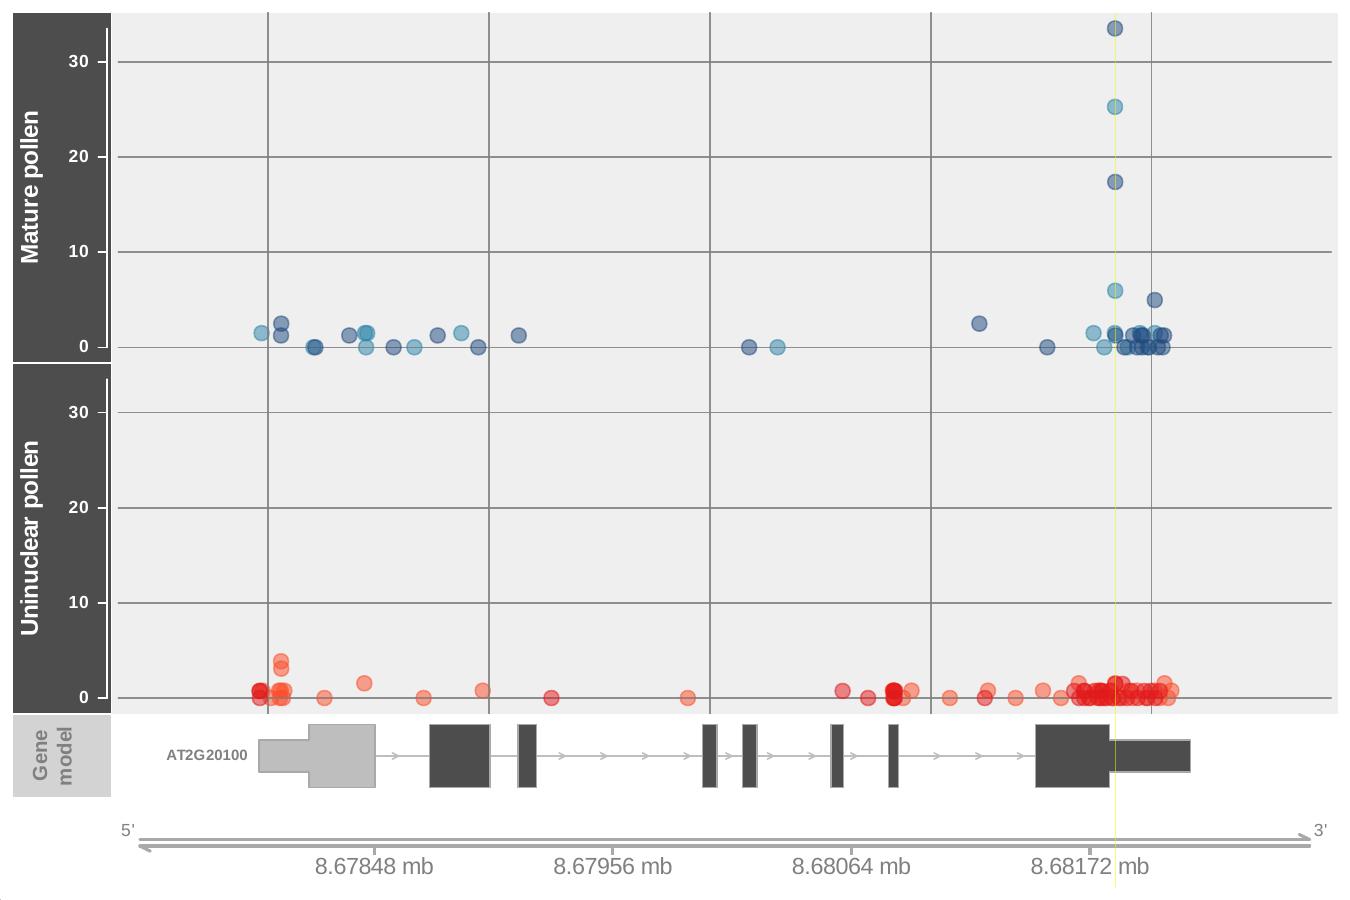 Mature pollen
30
20
10
0
Uninuclear pollen
30
20
10
0
Gene
model
AT2G20100
5'
3'
8.67848 mb
8.67956 mb
8.68064 mb
8.68172 mb